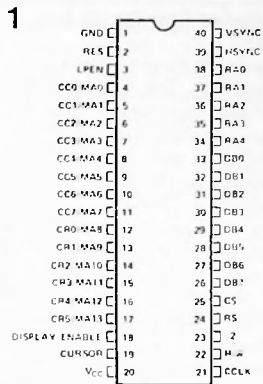 1
GND 1 40 VSYNC
RES 2 39 HSYNC
LPEN 3 38 RA0
CC0/MA0 4 37 RA1
CC1/MA1 5 36 RA2
CC2/MA2 6 35 RA3
CC3/MA3 7 34 RA4
CC4/MA4 8 33 DB0
CC5/MA5 9 32 DB1
CC6/MA6 10 31 DB2
CC7/MA7 11 30 DB3
CR0/MA8 12 29 DB4
CR1/MA9 13 28 DB5
CR2/MA10 14 27 DB6
CR3/MA11 15 26 DB7
CR4/MA12 16 25 CS
CR5/MA13 17 24 RS
DISPLAY ENABLE 18 23 2
CURSOR 19 22 R/W
VCC 20 21 CCLK